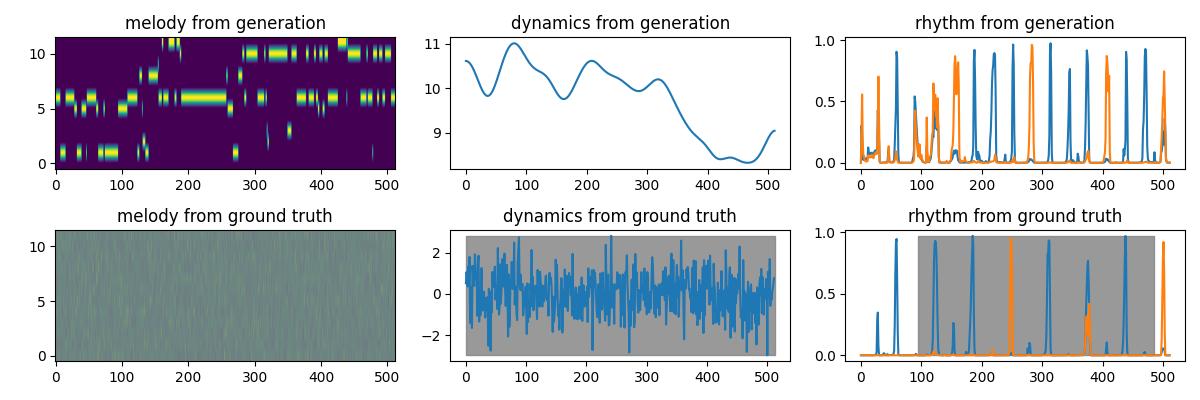 melody from generation
10
5
0
0 100 200 300 400 500
dynamics from generation
11
10
9
0 100 200 300 400 500
rhythm from generation
1.0
0.5
0.0
0 100 200 300 400 500
melody from ground truth
10
5
0
0 100 200 300 400 500
dynamics from ground truth
2
0
−2
0 100 200 300 400 500
rhythm from ground truth
1.0
0.5
0.0
0 100 200 300 400 500